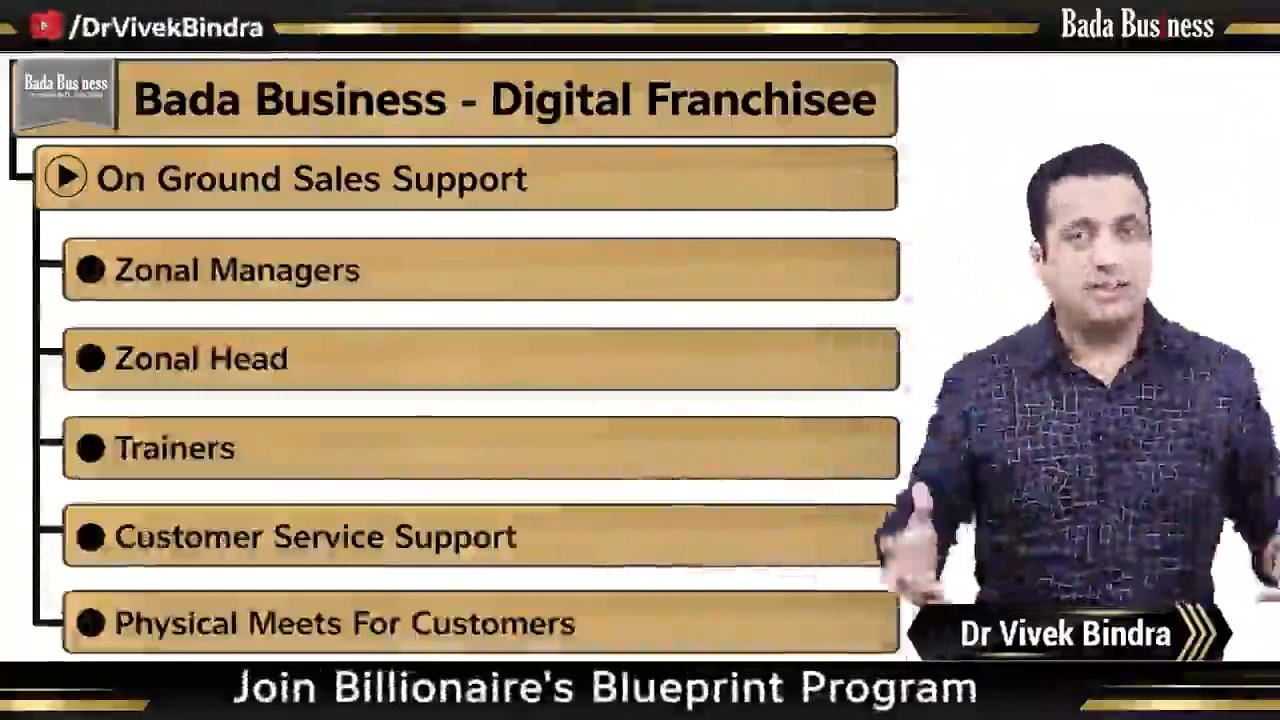 /DrVivekBindra
Bada Business
Bada Business
Bada Business - Digital Franchisee
On Ground Sales Support
Zonal Managers
Zonal Head
Trainers
Customer Service Support
Physical Meets For Customers
Dr Vivek Bindra
Join Billionaire's Blueprint Program